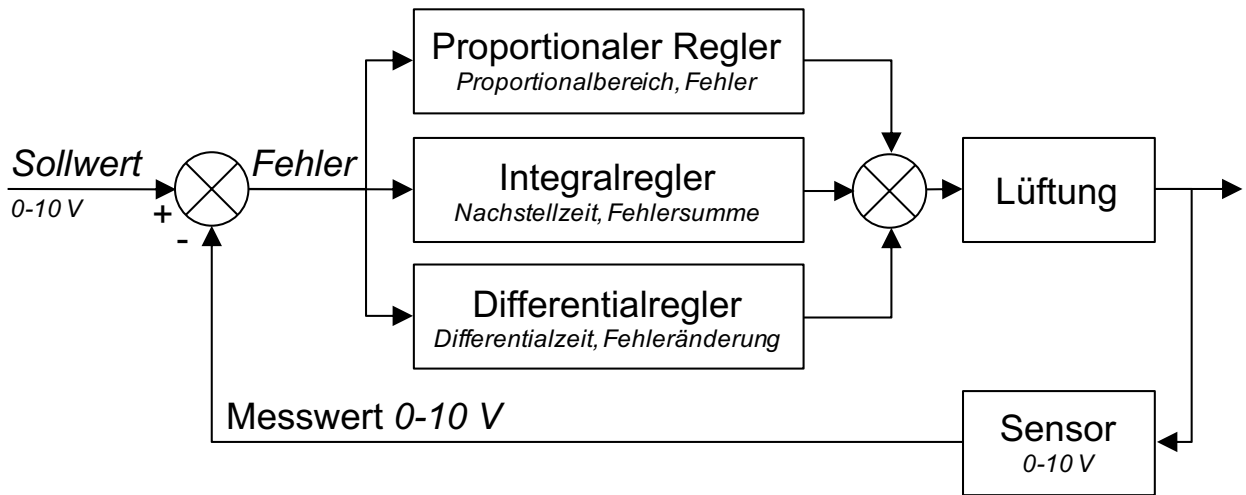 Proportionaler Regler
Proportionalbereich, Fehler
Sollwert
0-10 V
+
-
Fehler
Integralregler
Nachstellzeit, Fehlersumme
Lüftung
Differentialregler
Differentialzeit, Fehleränderung
Messwert 0-10 V
Sensor
0-10 V